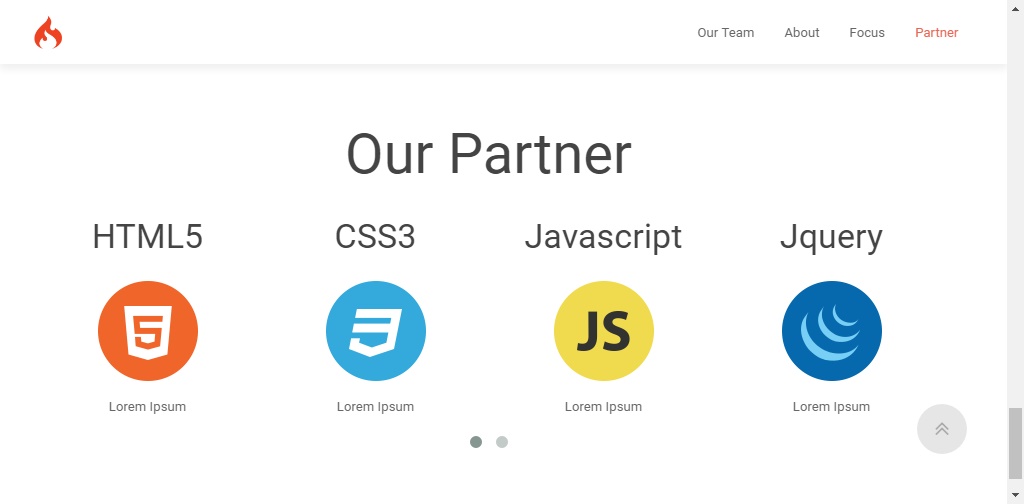 Our Team About Focus Partner
Our Partner
HTML5 CSS3 Javascript Jquery
5 JS
Lorem Ipsum Lorem Ipsum Lorem Ipsum Lorem Ipsum